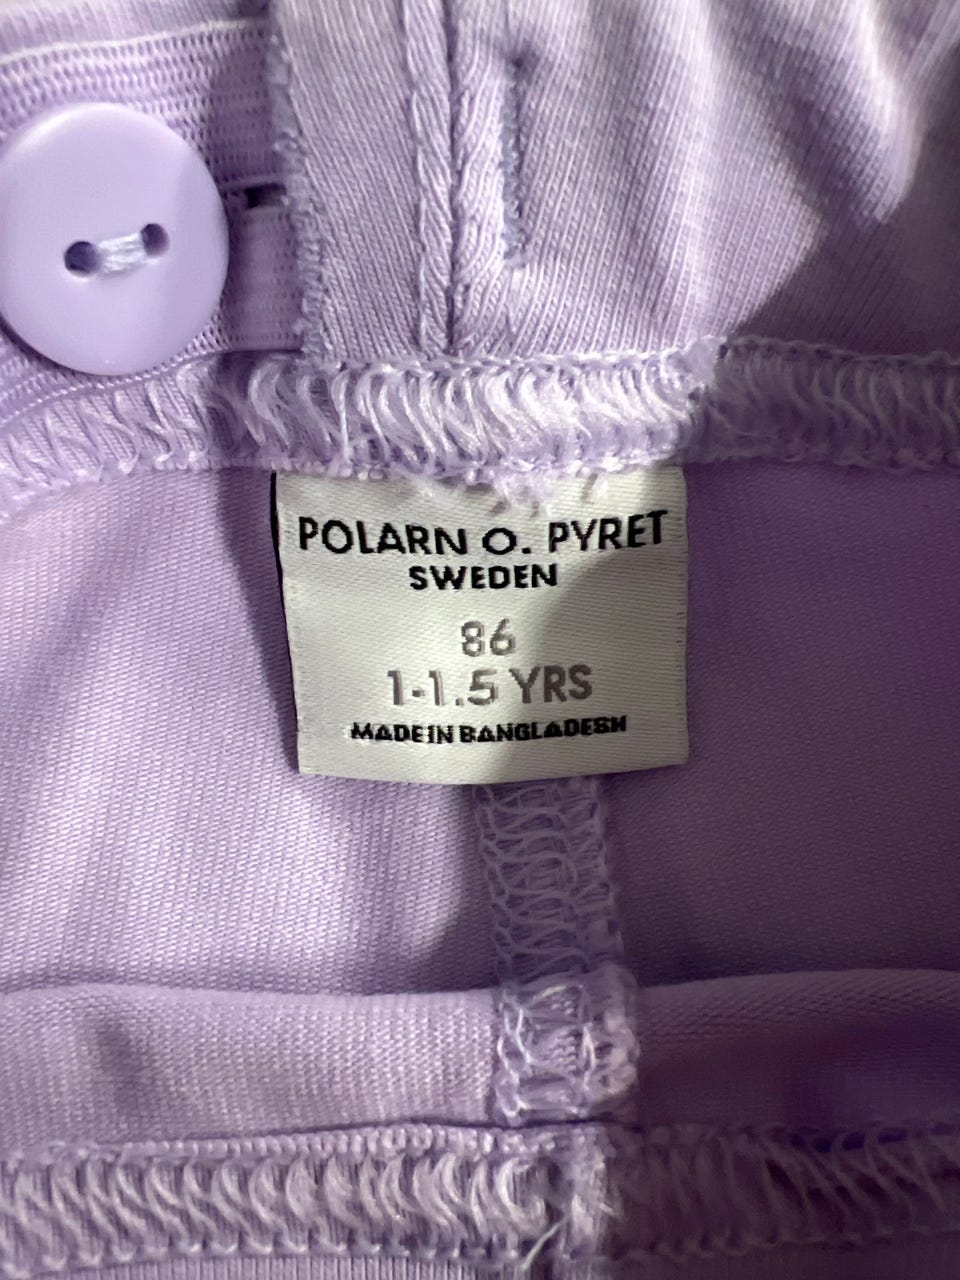 POLARN O. PYRET
SWEDEN
86
1-1.5 YRS
MADE IN BANGLADESH